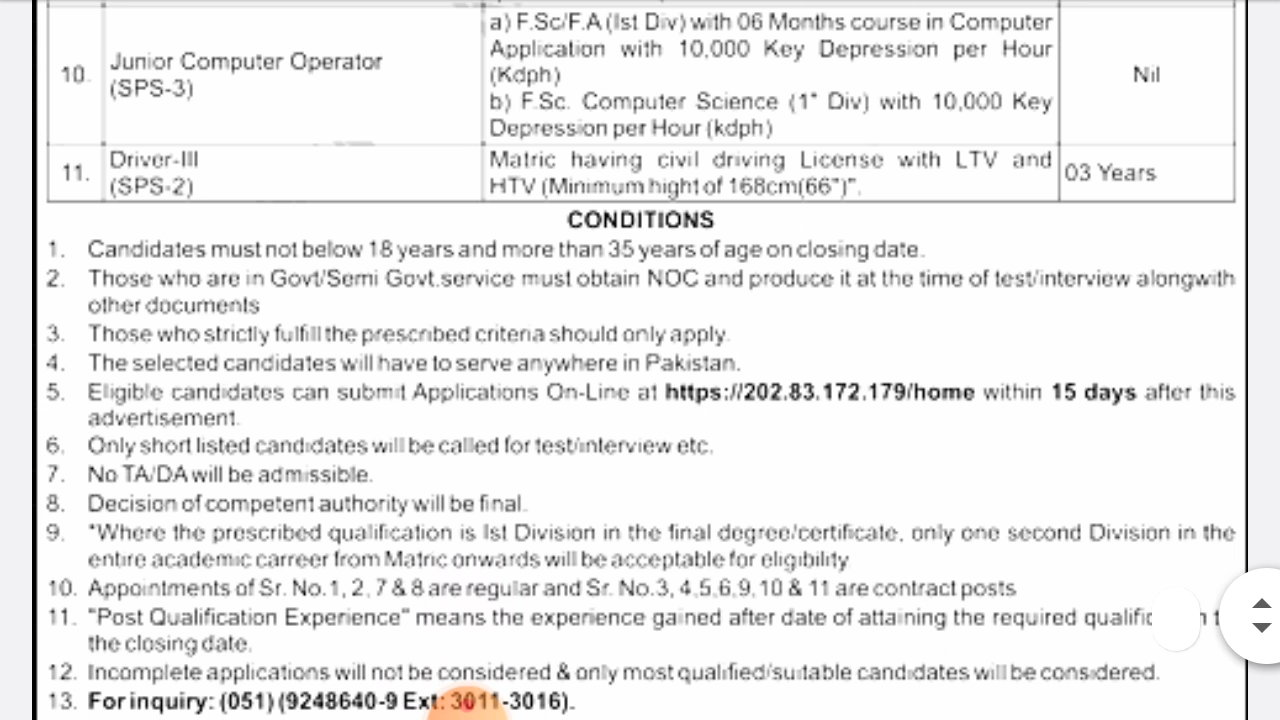 10.
Junior Computer Operator
(SPS-3)
a) F.Sc/F.A (Ist Div) with 06 Months course in Computer
Application with 10,000 Key Depression per Hour
(Kdph)
b) F.Sc. Computer Science (1* Div) with 10,000 Key
Depression per Hour (kdph)
Nil
11.
Driver-III
(SPS-2)
Matric having civil driving License with LTV and
HTV (Minimum hight of 168cm(66")".
03 Years
CONDITIONS
1. Candidates must not below 18 years and more than 35 years of age on closing date.
2. Those who are in Govt/Semi Govt.service must obtain NOC and produce it at the time of test/interview alongwith
other documents
3. Those who strictly fulfill the prescribed criteria should only apply.
4. The selected candidates will have to serve anywhere in Pakistan.
5. Eligible candidates can submit Applications On-Line at https://202.83.172.179/home within 15 days after this
advertisement.
6. Only short listed candidates will be called for test/interview etc.
7. No TA/DA will be admissible.
8. Decision of competent authority will be final.
9. "Where the prescribed qualification is Ist Division in the final degree/certificate, only one second Division in the
entire academic carreer from Matric onwards will be acceptable for eligibility
10. Appointments of Sr. No.1, 2, 7 & 8 are regular and Sr. No.3, 4,5,6,9, 10 & 11 are contract posts
11. "Post Qualification Experience" means the experience gained after date of attaining the required
the closing date.
12. Incomplete applications will not be considered & only most qualified/suitable candidates will be considered.
13. For inquiry: (051) (9248640-9 Ext: 3011-3016).